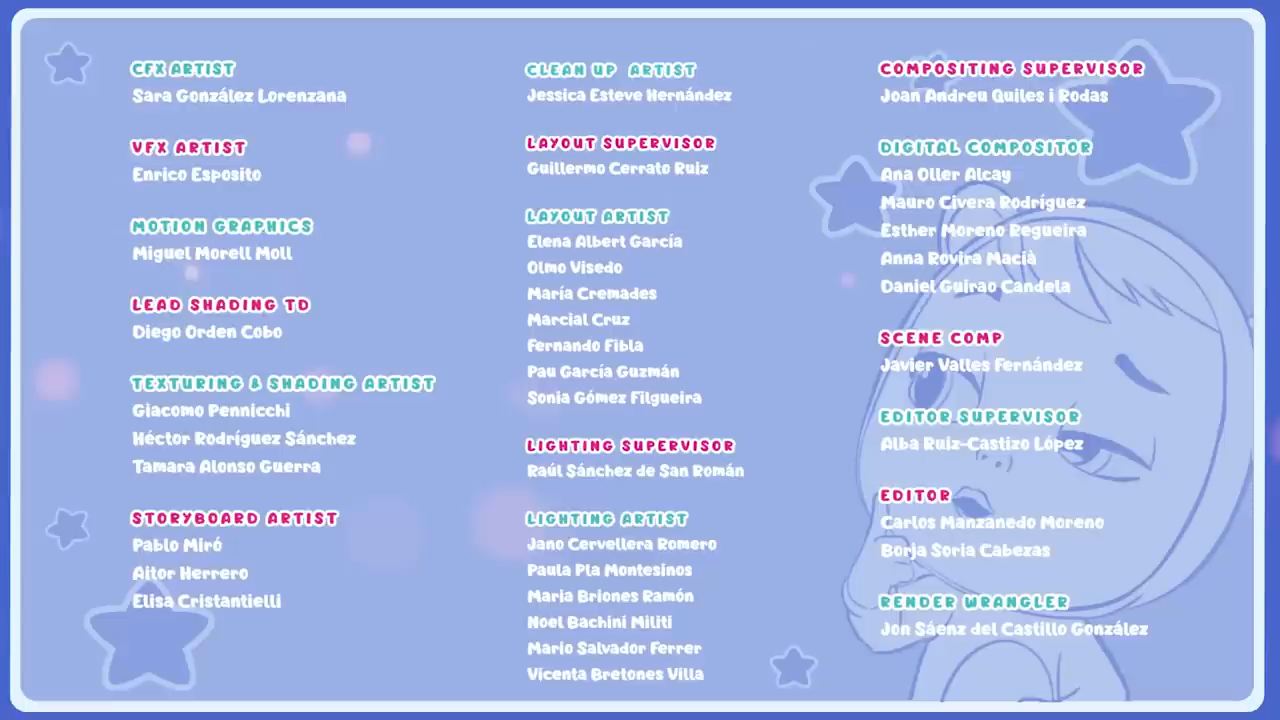 CFX ARTIST
Sara González Lorenzana
VFX ARTIST
Enrico Esposito
MOTION GRAPHICS
Miguel Morell Moll
LEAD SHADING TD
Diego Orden Cobo
TEXTURING & SHADING ARTIST
Giacomo Pennicchi
Héctor Rodríguez Sánchez
Tamara Alonso Guerra
STORYBOARD ARTIST
Pablo Miró
Aitor Herrero
Elisa Cristantielli
CLEAN UP ARTIST
Jessica Esteve Hernández
LAYOUT SUPERVISOR
Guillermo Cerrato Ruiz
LAYOUT ARTIST
Elena Albert García
Olmo Visedo
María Cremades
Marcial Cruz
Fernando Fibla
Pau García Guzmán
Sonia Gómez Filgueira
LIGHTING SUPERVISOR
Raúl Sánchez de San Román
LIGHTING ARTIST
Jano Cervellera Romero
Paula Pla Montesinos
Maria Briones Ramón
Noel Bachini Militi
Mario Salvador Ferrer
Vicenta Bretones Villa
COMPOSITING SUPERVISOR
Joan Andreu Quiles i Rodas
DIGITAL COMPOSITOR
Ana Oller Alcay
Mauro Civera Rodríguez
Esther Moreno Regueira
Anna Rovira Macià
Daniel Guirao Candela
SCENE COMP
Javier Valles Fernández
EDITOR SUPERVISOR
Alba Ruiz-Castizo López
EDITOR
Carlos Manzanedo Moreno
Borja Soria Cabezas
RENDER WRANGLER
Jon Sáenz del Castillo González